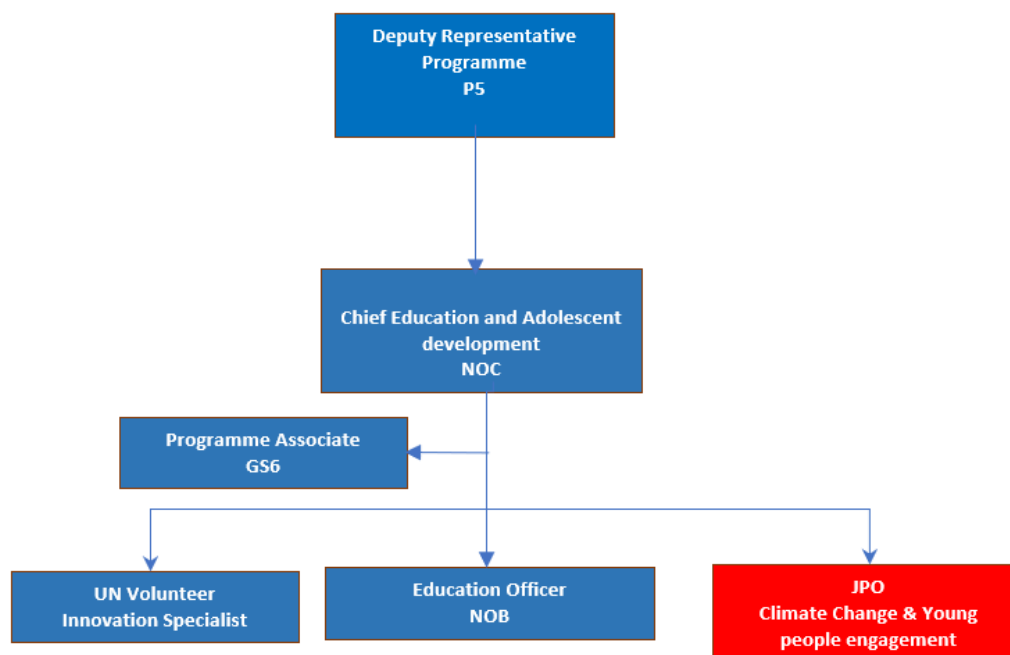 Deputy Representative
Programme
P5
Chief Education and Adolescent
development
NOC
Programme Associate
GS6
UN Volunteer
Innovation Specialist
Education Officer
NOB
JPO
Climate Change & Young
people engagement